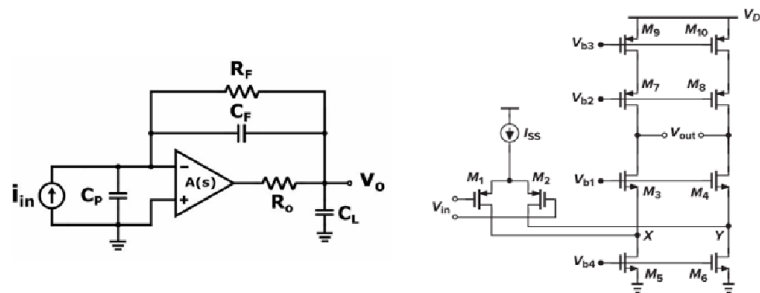 R_F
C_F
i_in
C_P
A(s)
−
+
R_o
V_o
C_L
V_D
M_9
M_10
V_b3
M_7
M_8
V_b2
I_SS
V_out
M_1
M_2
V_b1
M_3
M_4
V_in
X
Y
V_b4
M_5
M_6